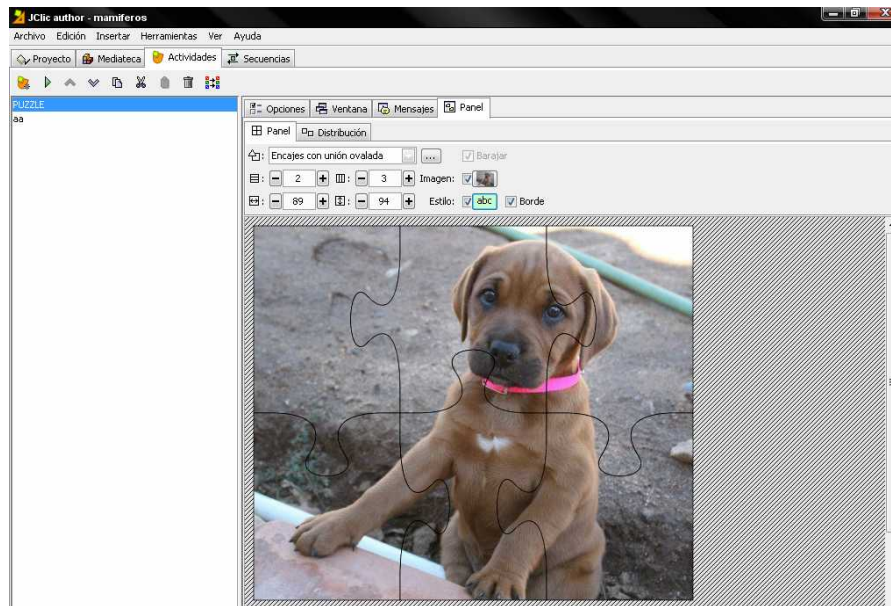 JClic author - mamiferos
Archivo Edición Insertar Herramientas Ver Ayuda
Proyecto Mediateca Actividades Secuencias
PUZZLE
aa
Opciones Ventana Mensajes Panel
Panel Distribución
Encajes con unión ovalada ... Barajar
: 2 : 3 Imagen:
: 89 : 94 Estilo: abc Borde